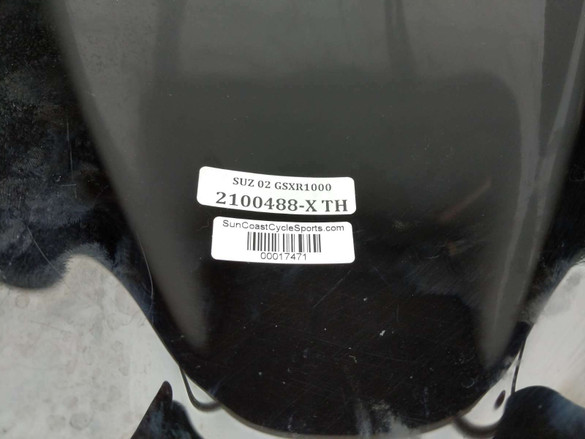 SUZ 02 GSXR1000
2100488-X TH
SunCoastCycleSports.com
00017471